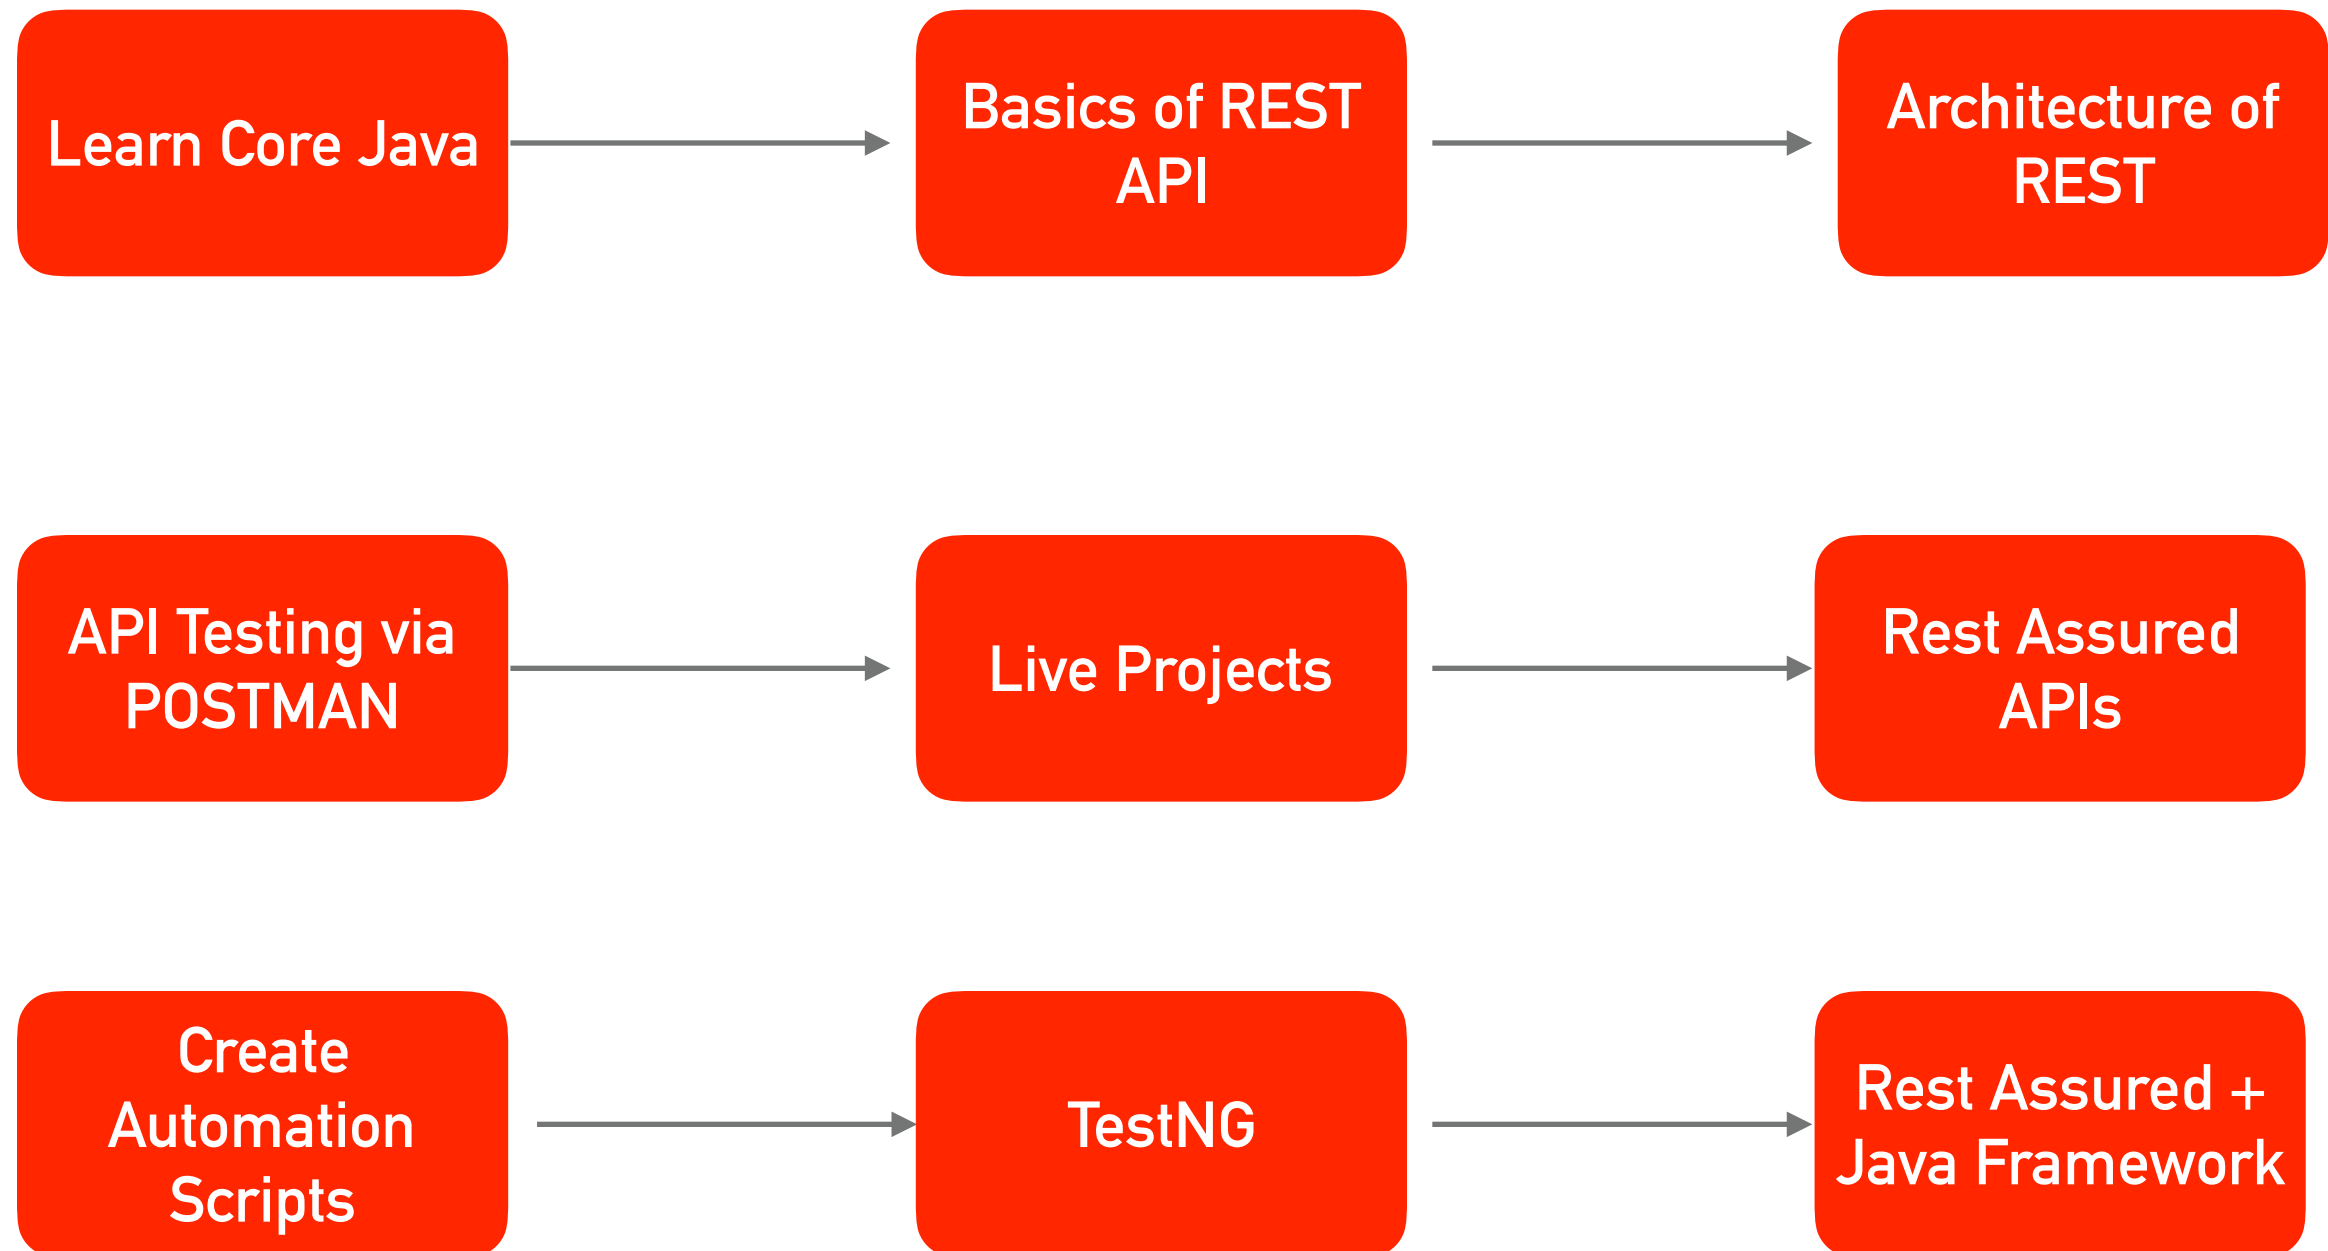 Learn Core Java
Basics of REST
API
Architecture of
REST
API Testing via
POSTMAN
Live Projects
Rest Assured
APIs
Create
Automation
Scripts
TestNG
Rest Assured +
Java Framework